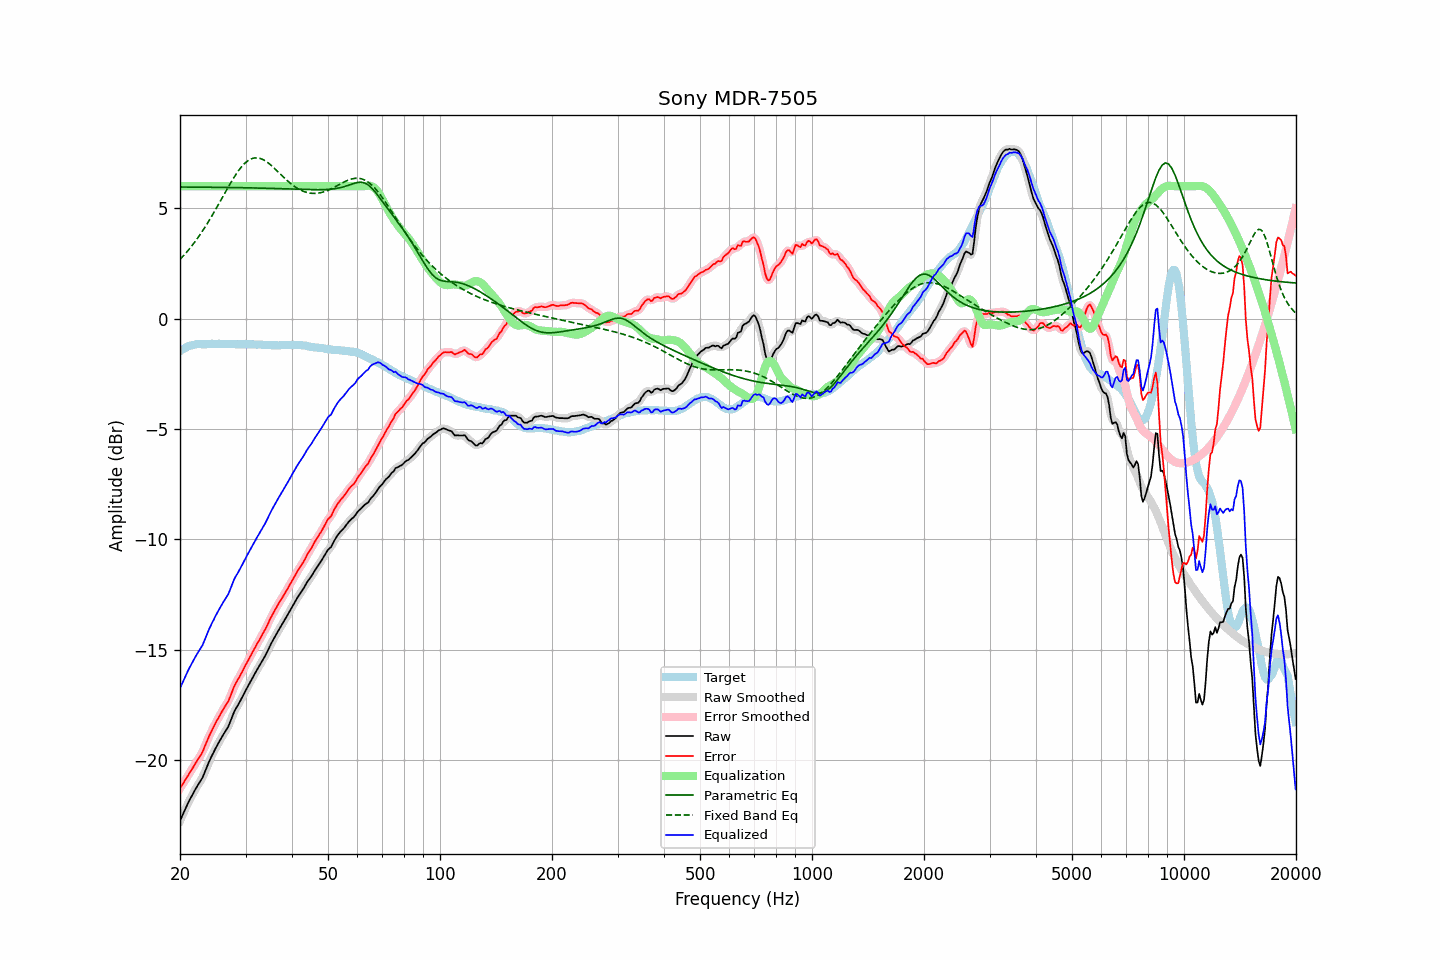 Sony MDR-7505
Amplitude (dBr)
5
0
−5
−10
−15
−20
Target
Raw Smoothed
Error Smoothed
Raw
Error
Equalization
Parametric Eq
Fixed Band Eq
Equalized
20 50 100 200 500 1000 2000 5000 10000 20000
Frequency (Hz)